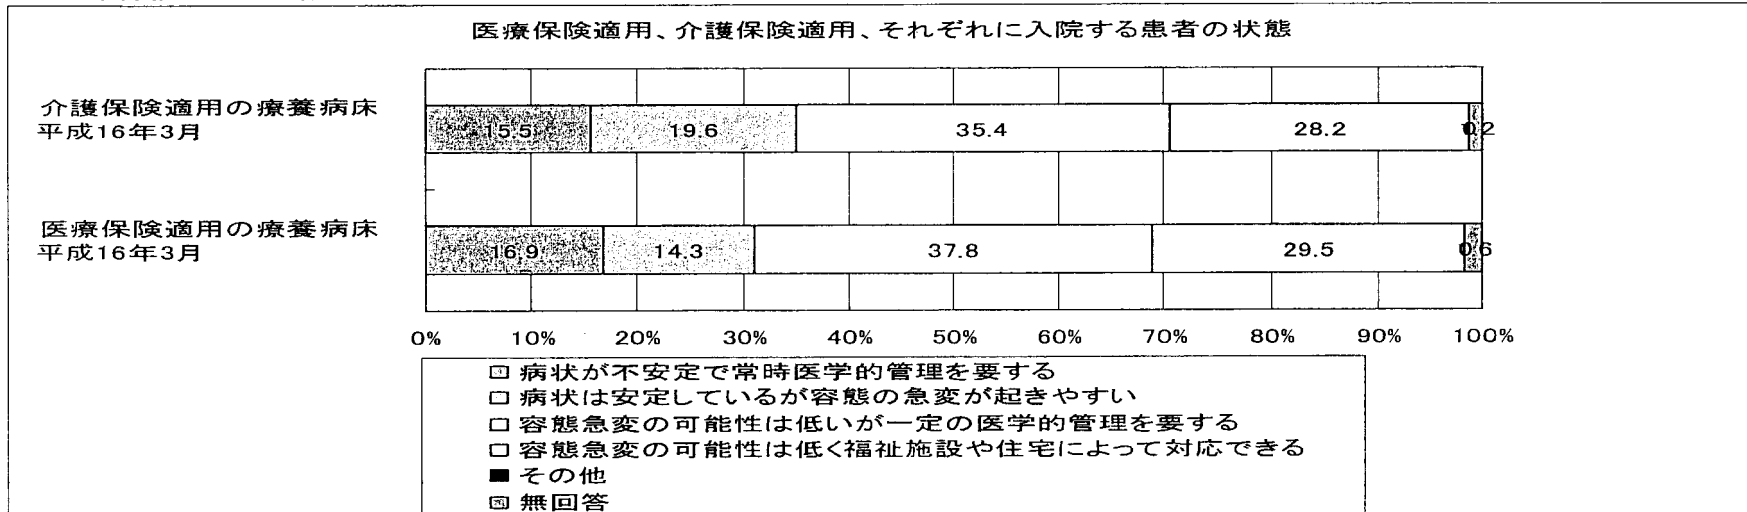 医療保険適用、介護保険適用、それぞれに入院する患者の状態
介護保険適用の療養病床
平成16年3月
15.5 19.6 35.4 28.2
医療保険適用の療養病床
平成16年3月
16.9 14.3 37.8 29.5
0% 10% 20% 30% 40% 50% 60% 70% 80% 90% 100%
病状が不安定で常時医学的管理を要する
病状は安定しているが容態の急変が起きやすい
容態急変の可能性は低いが一定の医学的管理を要する
容態急変の可能性は低く福祉施設や住宅によって対応できる
その他
無回答